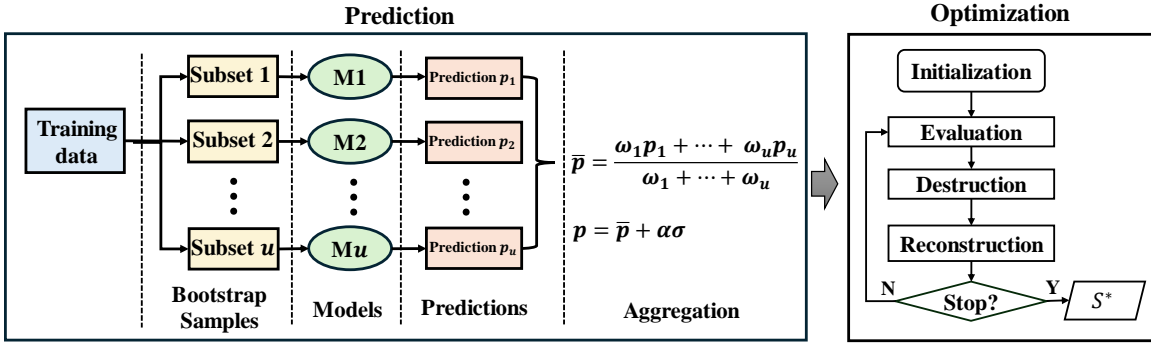 Prediction
Optimization
Training
data
Subset 1
M1
Prediction p₁
Subset 2
M2
Prediction p₂
Subset u
Mu
Prediction pᵤ
p̅ = (ω₁p₁ + ⋯ + ωᵤpᵤ) / (ω₁ + ⋯ + ωᵤ)
p = p̅ + ασ
Bootstrap
Samples
Models
Predictions
Aggregation
Initialization
Evaluation
Destruction
Reconstruction
N
Stop?
Y
S*